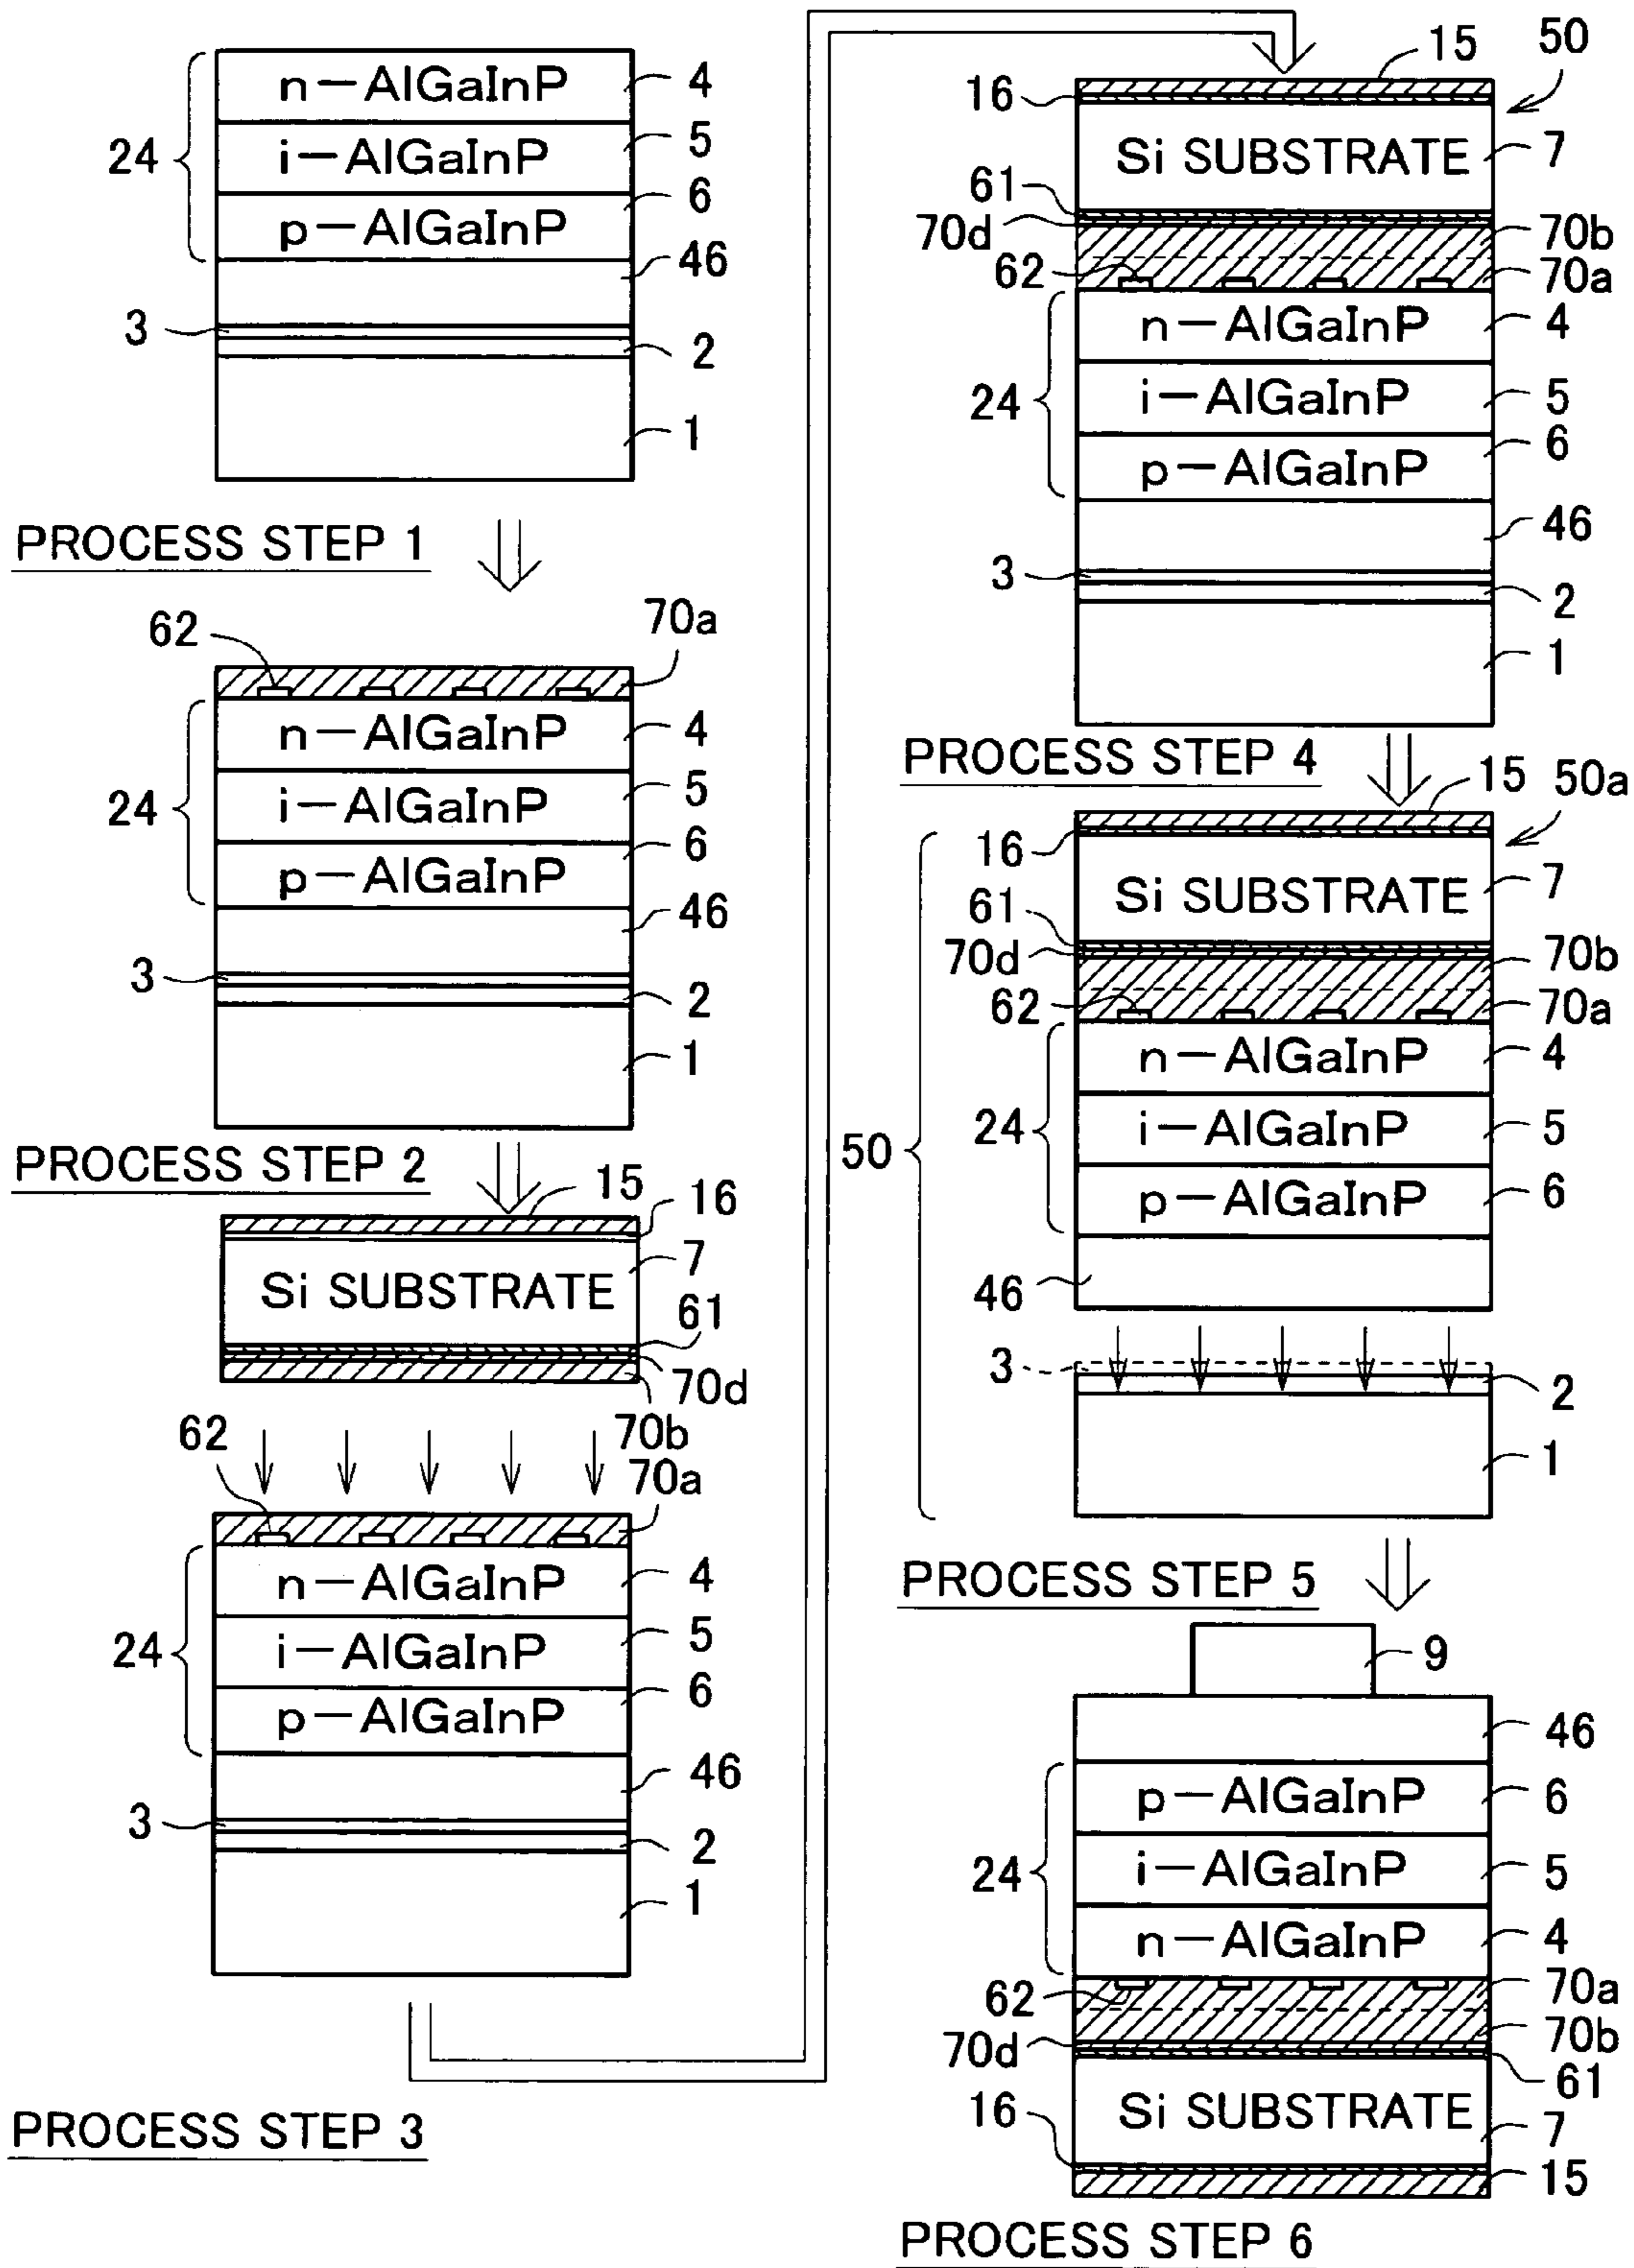 n-AlGaInP 4
24 i-AlGaInP 5
p-AlGaInP 6
46
3
2
1
PROCESS STEP 1
62 70a
n-AlGaInP 4
24 i-AlGaInP 5
p-AlGaInP 6
46
3
2
1
PROCESS STEP 2
15 16
7
Si SUBSTRATE
61
70d
70b
62 70a
n-AlGaInP 4
24 i-AlGaInP 5
p-AlGaInP 6
46
3
2
1
PROCESS STEP 3
15 50
16
Si SUBSTRATE 7
61
70d 70b
62 70a
n-AlGaInP 4
24 i-AlGaInP 5
p-AlGaInP 6
46
3
2
1
PROCESS STEP 4
15 50a
16
Si SUBSTRATE 7
61
70d 70b
62 70a
n-AlGaInP 4
50 24 i-AlGaInP 5
p-AlGaInP 6
46
3
2
1
PROCESS STEP 5
9
46
p-AlGaInP 6
24 i-AlGaInP 5
n-AlGaInP 4
62 70a
70d 70b
61
16 Si SUBSTRATE 7
15
PROCESS STEP 6